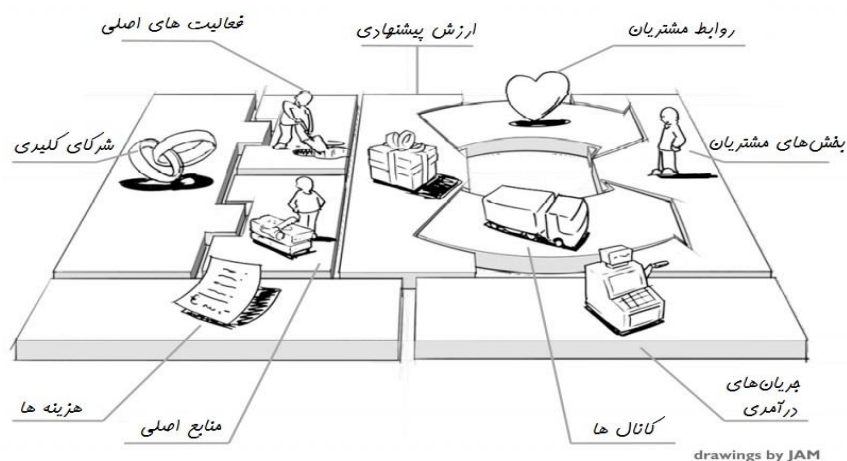 فعالیت های اصلی
ارزش پیشنهادی
روابط مشتریان
شرکای کلیدی
بخش‌های مشتریان
هزینه ها
منابع اصلی
کانال ها
جریان‌های
درآمدی
drawings by JAM